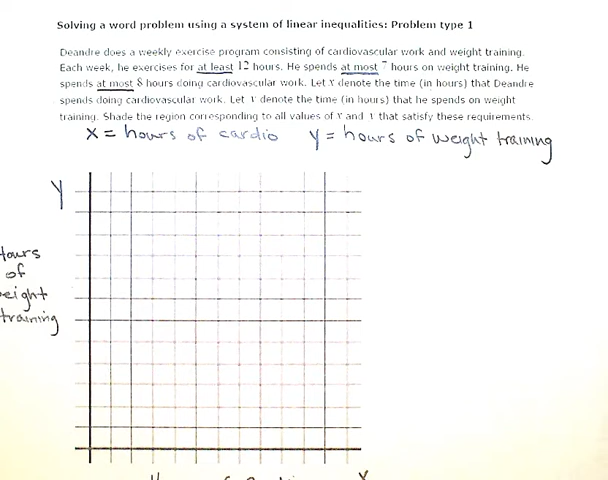 Solving a word problem using a system of linear inequalities: Problem type 1
Deandre does a weekly exercise program consisting of cardiovascular work and weight training.
Each week, he exercises for at least 12 hours. He spends at most 7 hours on weight training. He
spends at most 8 hours doing cardiovascular work. Let x denote the time (in hours) that Deandre
spends doing cardiovascular work. Let y denote the time (in hours) that he spends on weight
training. Shade the region corresponding to all values of x and y that satisfy these requirements.
x = hours of cardio y = hours of weight training
Y
Hours
of
weight
training
X